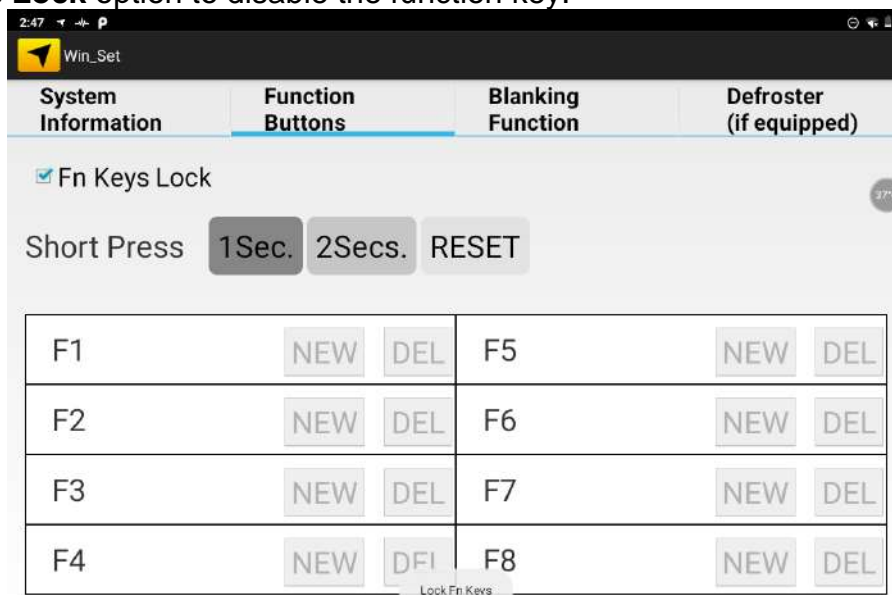 Lock option to disable the function key.
2:47
Win_Set
System Information
Function Buttons
Blanking Function
Defroster (if equipped)
Fn Keys Lock
37°
Short Press 1Sec. 2Secs. RESET
F1 NEW DEL F5 NEW DEL
F2 NEW DEL F6 NEW DEL
F3 NEW DEL F7 NEW DEL
F4 NEW DEL F8 NEW DEL
Lock Fn Keys